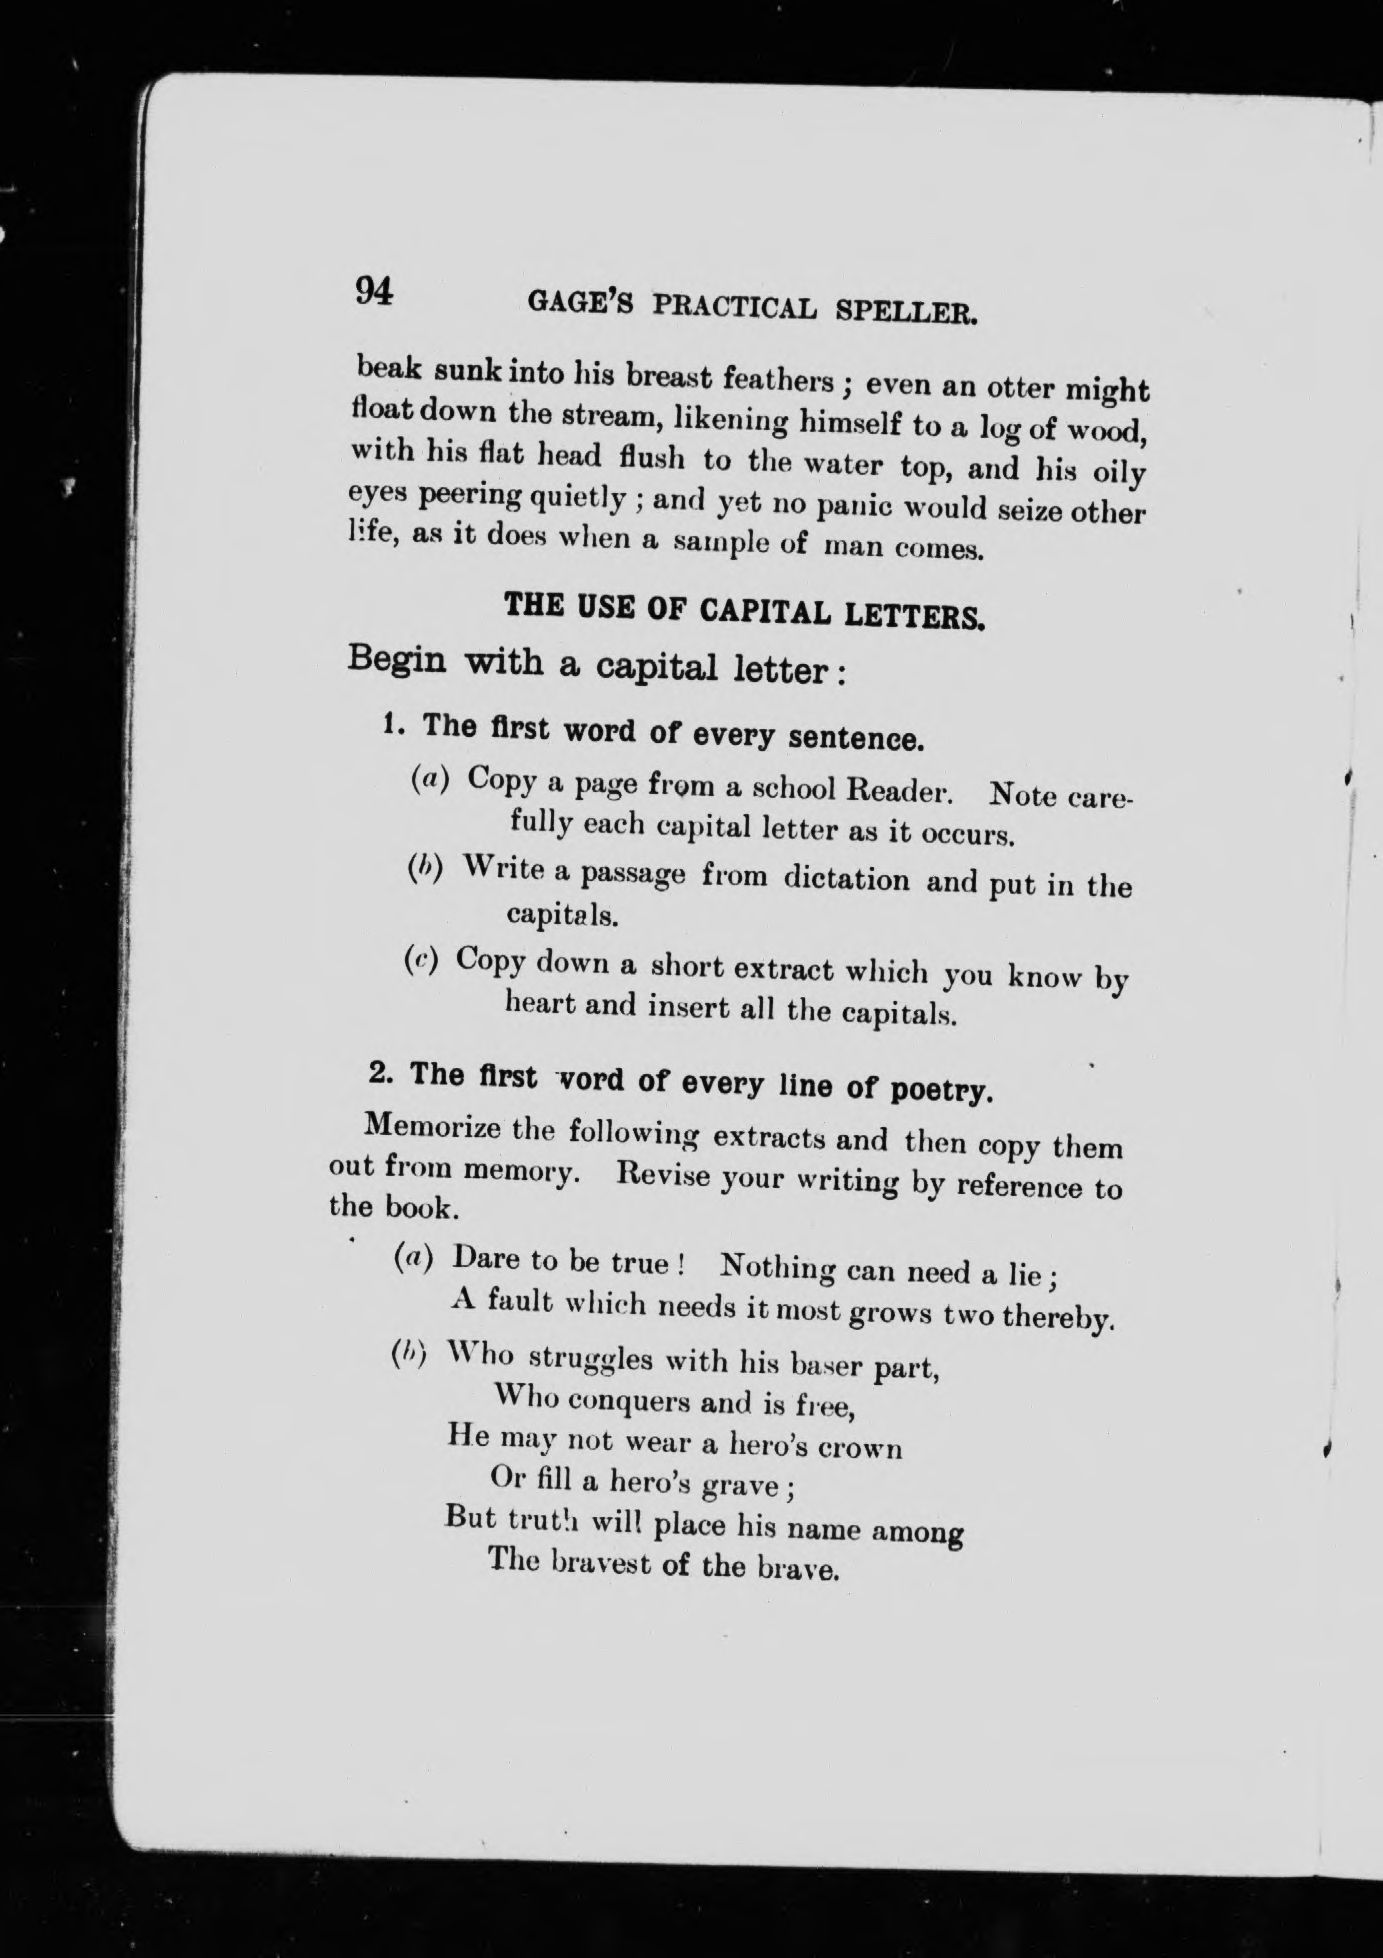 94 GAGE'S PRACTICAL SPELLER.
beak sunk into his breast feathers ; even an otter might
float down the stream, likening himself to a log of wood,
with his flat head flush to the water top, and his oily
eyes peering quietly ; and yet no panic would seize other
life, as it does when a sample of man comes.
THE USE OF CAPITAL LETTERS.
Begin with a capital letter :
1. The first word of every sentence.
(a) Copy a page from a school Reader. Note care-
fully each capital letter as it occurs.
(b) Write a passage from dictation and put in the
capitals.
(c) Copy down a short extract which you know by
heart and insert all the capitals.
2. The first word of every line of poetry.
Memorize the following extracts and then copy them
out from memory. Revise your writing by reference to
the book.
(a) Dare to be true ! Nothing can need a lie ;
A fault which needs it most grows two thereby.
(b) Who struggles with his baser part,
Who conquers and is free,
He may not wear a hero's crown
Or fill a hero's grave ;
But truth will place his name among
The bravest of the brave.